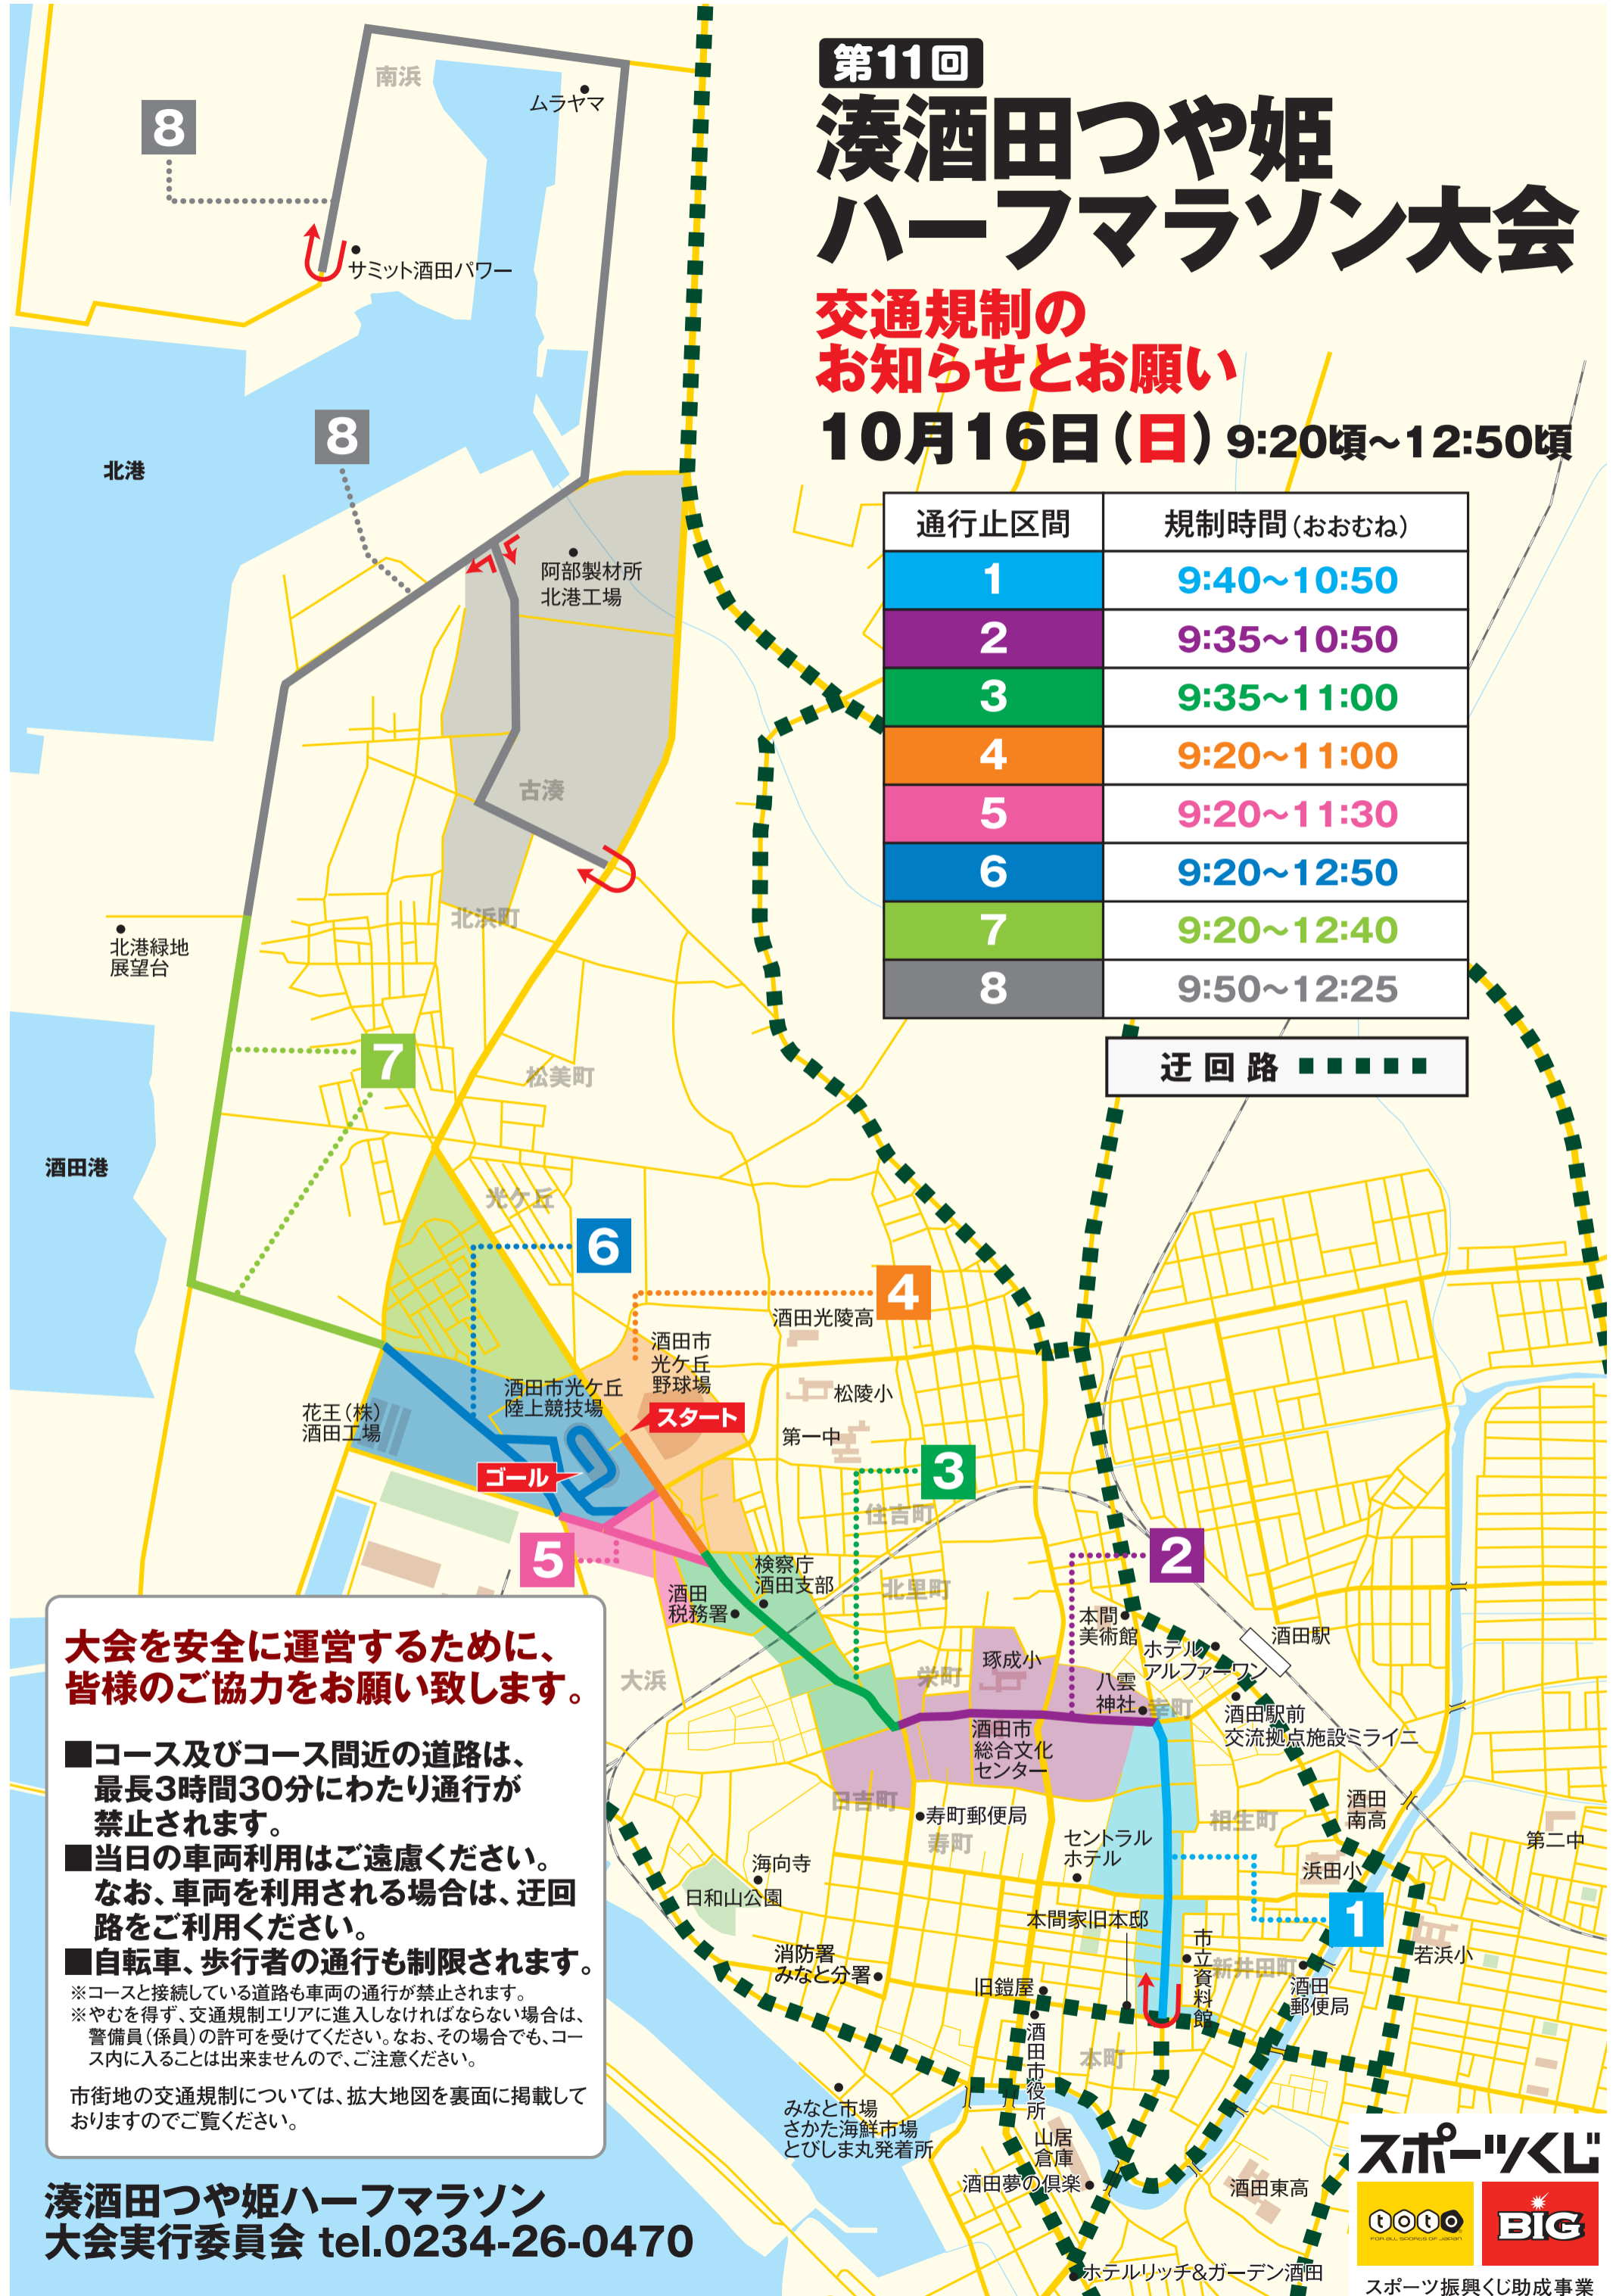 第11回
湊酒田つや姫
ハーフマラソン大会
交通規制の
お知らせとお願い
10月16日(日)9:20頃〜12:50頃
通行止区間 規制時間(おおむね)
1 9:40〜10:50
2 9:35〜10:50
3 9:35〜11:00
4 9:20〜11:00
5 9:20〜11:30
6 9:20〜12:50
7 9:20〜12:40
8 9:50〜12:25
迂回路
南浜
ムラヤマ
8
サミット酒田パワー
8
北港
阿部製材所
北港工場
古湊
北浜町
北港緑地
展望台
7
松美町
酒田港
光ケ丘
6
4
酒田光陵高
酒田市
光ケ丘
野球場
酒田市光ケ丘
陸上競技場
松陵小
花王(株)
酒田工場
スタート
第一中
ゴール
3
住吉町
5
2
検察庁
酒田支部
酒田
税務署
北里町
本間
美術館
ホテル
アルファーワン
酒田駅
大浜
栄町
琢成小
八雲
神社
幸町
酒田駅前
交流拠点施設ミライニ
酒田市
総合文化
センター
日吉町
寿町郵便局
寿町
相生町
酒田
南高
第二中
セントラル
ホテル
海向寺
日和山公園
浜田小
1
本間家旧本邸
市立資料館
新井田町
若浜小
消防署
みなと分署
旧鐙屋
酒田
郵便局
酒田市役所
本町
みなと市場
さかた海鮮市場
とびしま丸発着所
山居
倉庫
酒田夢の倶楽
酒田東高
ホテルリッチ&ガーデン酒田
大会を安全に運営するために、
皆様のご協力をお願い致します。
■コース及びコース間近の道路は、
最長3時間30分にわたり通行が
禁止されます。
■当日の車両利用はご遠慮ください。
なお、車両を利用される場合は、迂回
路をご利用ください。
■自転車、歩行者の通行も制限されます。
※コースと接続している道路も車両の通行が禁止されます。
※やむを得ず、交通規制エリアに進入しなければならない場合は、
警備員(係員)の許可を受けてください。なお、その場合でも、コー
ス内に入ることは出来ませんので、ご注意ください。
市街地の交通規制については、拡大地図を裏面に掲載して
おりますのでご覧ください。
湊酒田つや姫ハーフマラソン
大会実行委員会 tel.0234-26-0470
スポーツくじ
toto
FOR ALL SPORTS OF JAPAN
BIG
スポーツ振興くじ助成事業